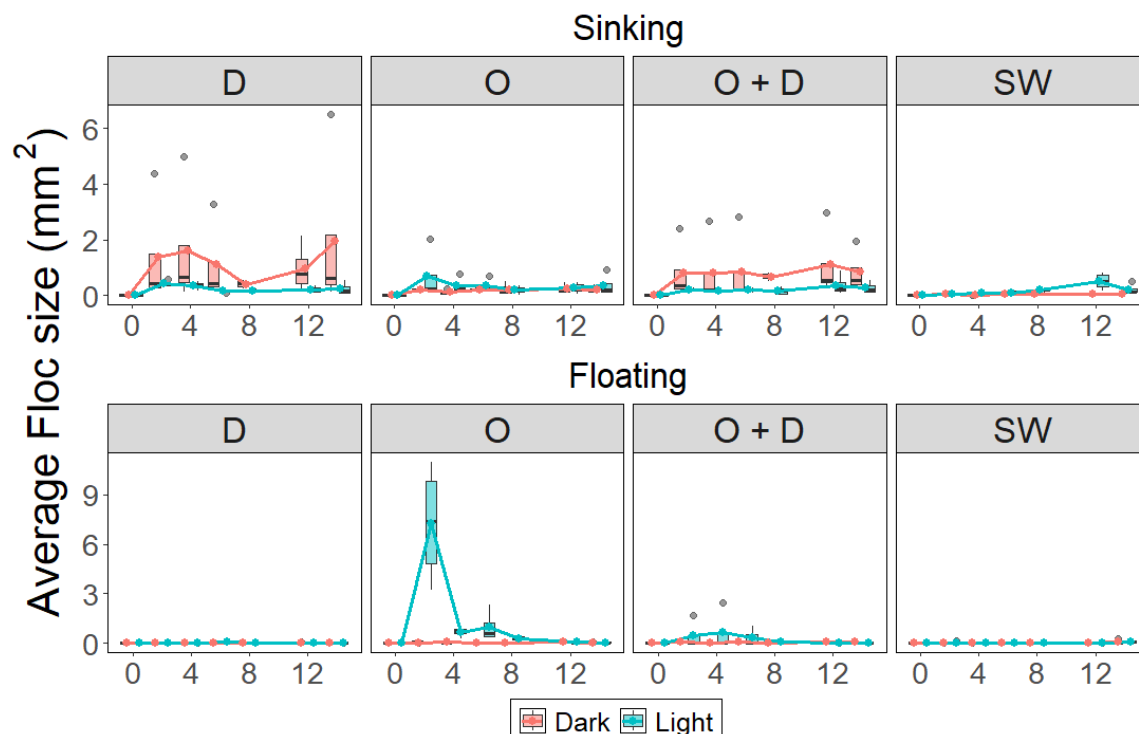 Sinking
D O O + D SW
Average Floc size (mm²)
6
4
2
0
0 4 8 12 0 4 8 12 0 4 8 12 0 4 8 12
Floating
D O O + D SW
9
6
3
0
0 4 8 12 0 4 8 12 0 4 8 12 0 4 8 12
Dark Light